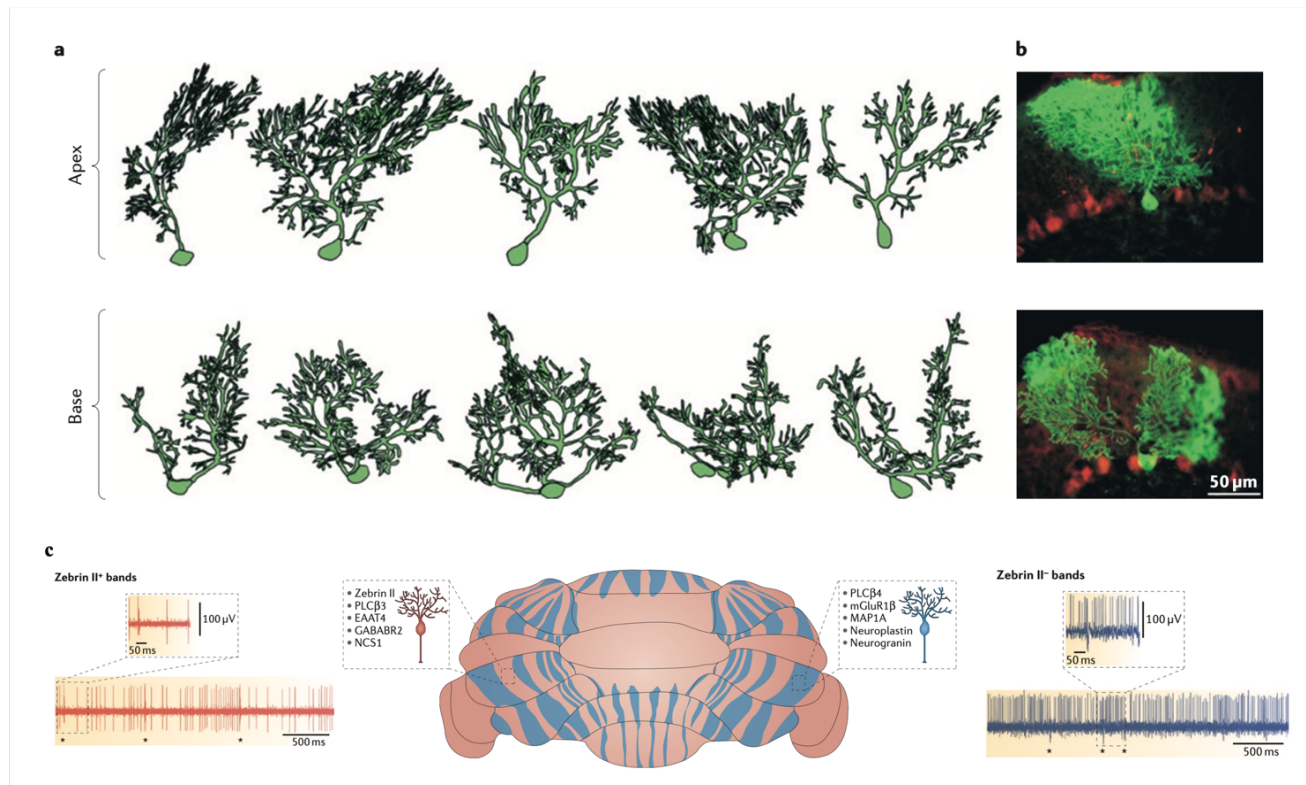 a
b
Apex
Base
50 μm
c
Zebrin II⁺ bands
100 μV
50 ms
500 ms
• Zebrin II
• PLCβ3
• EAAT4
• GABABR2
• NCS1
• PLCβ4
• mGluR1β
• MAP1A
• Neuroplastin
• Neurogranin
Zebrin II⁻ bands
100 μV
50 ms
500 ms